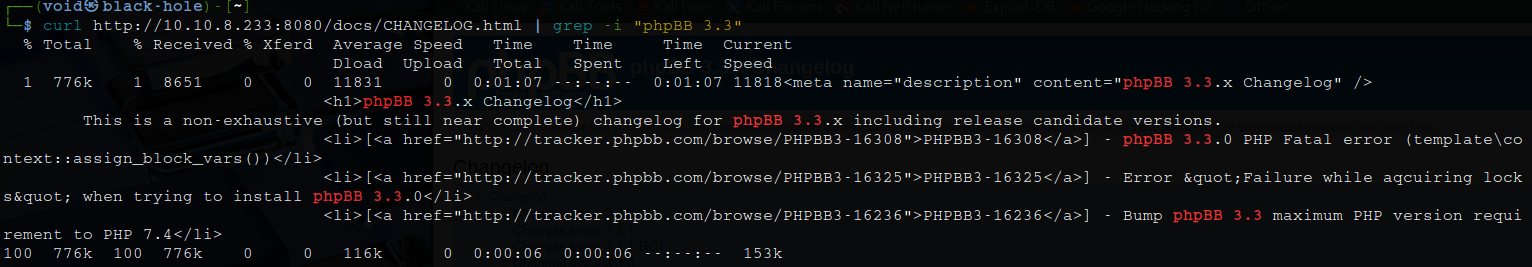 ┌──(void㉿black-hole)-[~]
└─$ curl http://10.10.8.233:8080/docs/CHANGELOG.html | grep -i "phpBB 3.3"
  % Total    % Received % Xferd  Average Speed   Time    Time     Time  Current
                                 Dload  Upload   Total   Spent    Left  Speed
  1  776k    1  8651    0     0  11831      0  0:01:07 --:--:--  0:01:07 11818<meta name="description" content="phpBB 3.3.x Changelog" />
                                <h1>phpBB 3.3.x Changelog</h1>
        This is a non-exhaustive (but still near complete) changelog for phpBB 3.3.x including release candidate versions.
                                <li>[<a href="http://tracker.phpbb.com/browse/PHPBB3-16308">PHPBB3-16308</a>] - phpBB 3.3.0 PHP Fatal error (template\co
ntext::assign_block_vars())</li>
                                <li>[<a href="http://tracker.phpbb.com/browse/PHPBB3-16325">PHPBB3-16325</a>] - Error &quot;Failure while aqcuiring lock
s&quot; when trying to install phpBB 3.3.0</li>
                                <li>[<a href="http://tracker.phpbb.com/browse/PHPBB3-16236">PHPBB3-16236</a>] - Bump phpBB 3.3 maximum PHP version requi
rement to PHP 7.4</li>
100  776k  100  776k    0     0   116k      0  0:00:06  0:00:06 --:--:--  153k